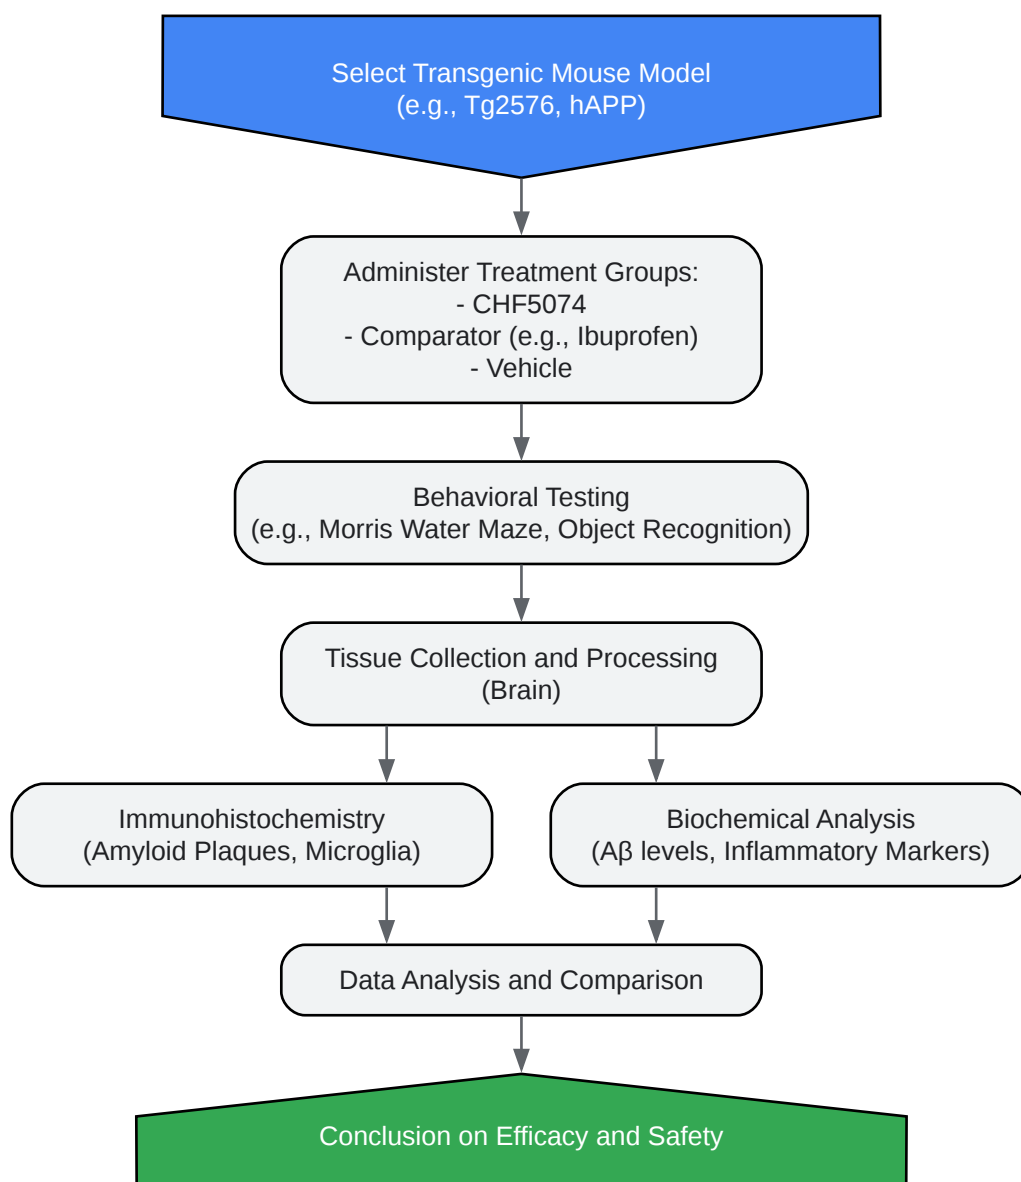 Select Transgenic Mouse Model
(e.g., Tg2576, hAPP)
Administer Treatment Groups:
- CHF5074
- Comparator (e.g., Ibuprofen)
- Vehicle
Behavioral Testing
(e.g., Morris Water Maze, Object Recognition)
Tissue Collection and Processing
(Brain)
Immunohistochemistry
(Amyloid Plaques, Microglia)
Biochemical Analysis
(Aβ levels, Inflammatory Markers)
Data Analysis and Comparison
Conclusion on Efficacy and Safety